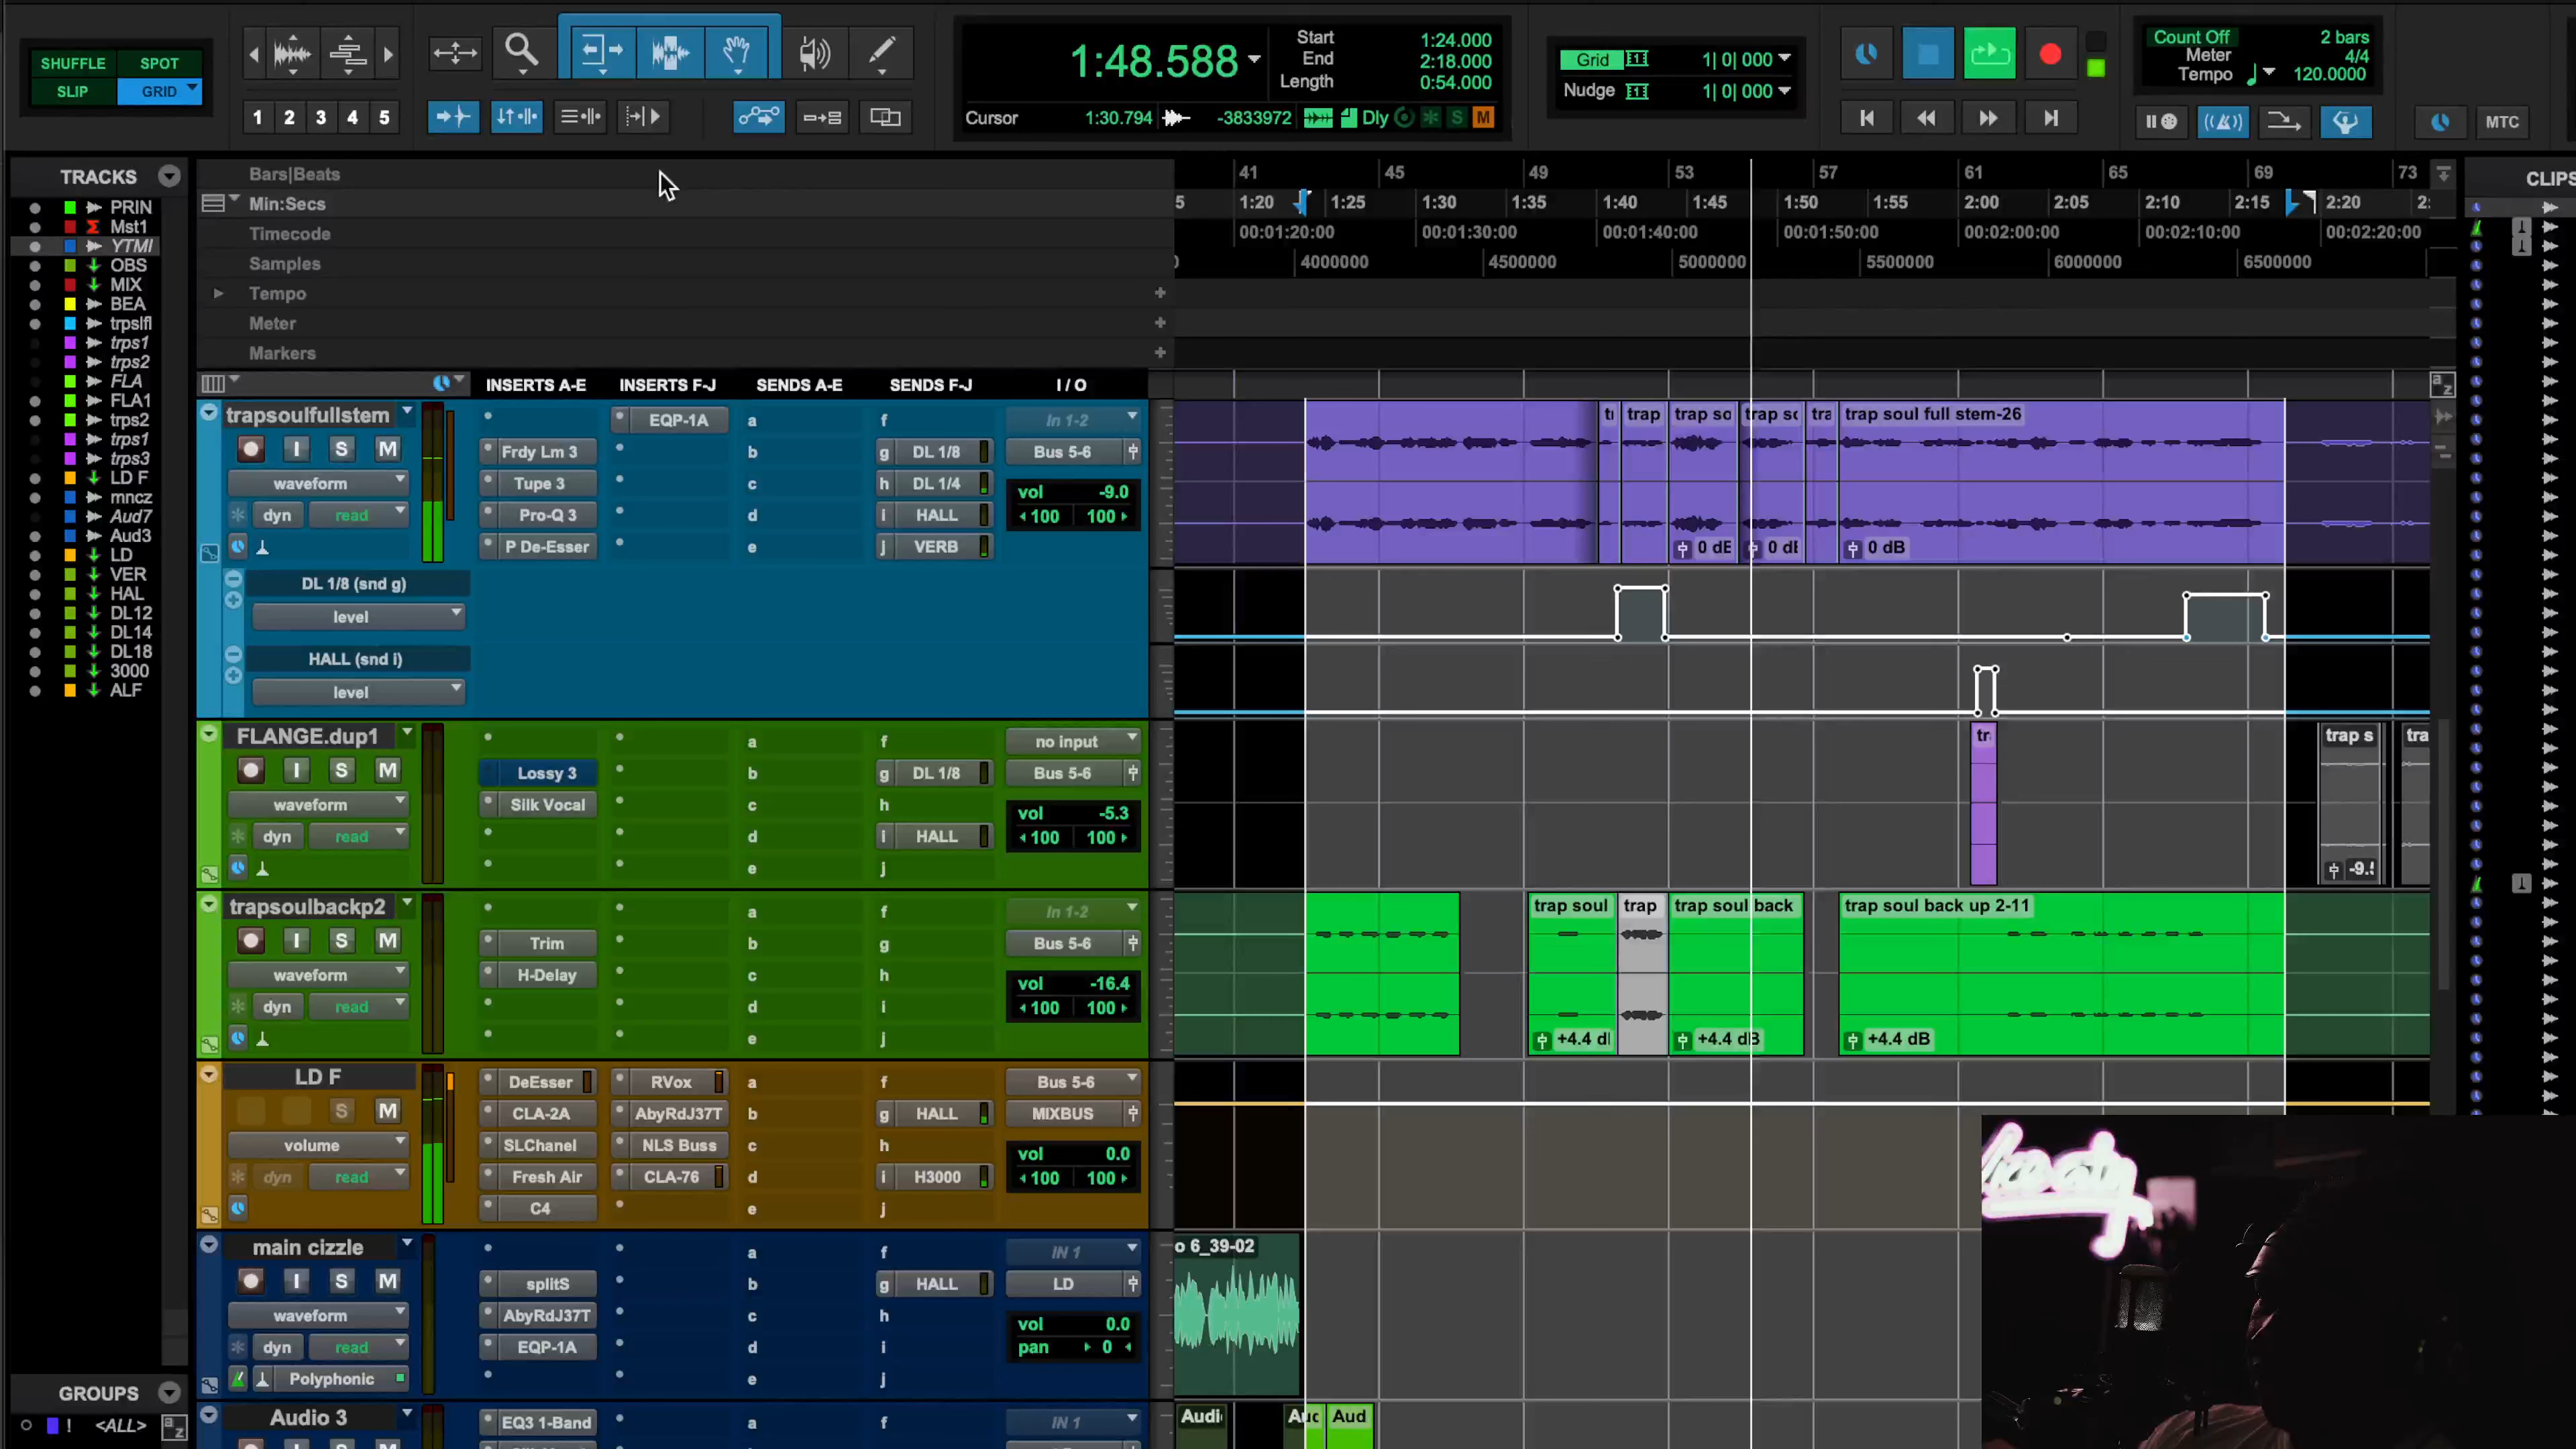 SHUFFLE SPOT
SLIP GRID
1 2 3 4 5
1:48.588
Start 1:24.000
End 2:18.000
Length 0:54.000
Cursor 1:30.794 -3833972 Dly S M
Grid 1| 0| 000
Nudge 1| 0| 000
Count Off 2 bars
Meter 4/4
Tempo 120.0000
MTC
TRACKS
PRIN
Mst1
YTMI
OBS
MIX
BEA
trpslfl
trps1
trps2
FLA
FLA1
trps2
trps1
trps3
LD F
mncz
Aud7
Aud3
LD
VER
HAL
DL12
DL14
DL18
3000
ALF
GROUPS
! <ALL> a z
CLIPS
Bars|Beats 41 45 49 53 57 61 65 69 73
Min:Secs 5 1:20 1:25 1:30 1:35 1:40 1:45 1:50 1:55 2:00 2:05 2:10 2:15 2:20 2:
Timecode 00:01:20:00 00:01:30:00 00:01:40:00 00:01:50:00 00:02:00:00 00:02:10:00 00:02:20:00
Samples 4000000 4500000 5000000 5500000 6000000 6500000
Tempo +
Meter +
Markers +
INSERTS A-E INSERTS F-J SENDS A-E SENDS F-J I / O
a z
trapsoulfullstem EQP-1A a f In 1-2
I S M Frdy Lm 3 b g DL 1/8 Bus 5-6
waveform Tupe 3 c h DL 1/4 vol -9.0
dyn read Pro-Q 3 d i HALL 100 100
P De-Esser e j VERB
trap trap so trap sc tra trap soul full stem-26
0 dE 0 dE 0 dB
DL 1/8 (snd g)
level
HALL (snd i)
level
FLANGE.dup1 a f no input
I S M Lossy 3 b g DL 1/8 Bus 5-6
waveform Silk Vocal c h vol -5.3
dyn read d i HALL 100 100
e j
tr trap s tra
trapsoulbackp2 a f In 1-2
I S M Trim b g Bus 5-6
waveform H-Delay c h vol -16.4
dyn read d i 100 100
e j
trap soul trap trap soul back trap soul back up 2-11
+4.4 d +4.4 dB +4.4 dB
LD F DeEsser RVox a f Bus 5-6
S M CLA-2A AbyRdJ37T b g HALL MIXBUS
volume SLChanel NLS Buss c h vol 0.0
dyn read Fresh Air CLA-76 d i H3000 100 100
C4 e j
main cizzle a f IN 1
I S M splitS b g HALL LD
waveform AbyRdJ37T c h vol 0.0
dyn read EQP-1A d i pan 0
Polyphonic e j
o 6_39-02
Audio 3 EQ3 1-Band a f IN 1
Audi Auc Aud